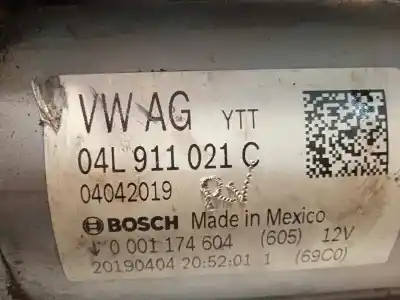 VW AG YTT
04L 911 021 C
04042019
BOSCH Made in Mexico
0 001 174 604 (605) 12V
20190404 20:52:01 1 (69C0)